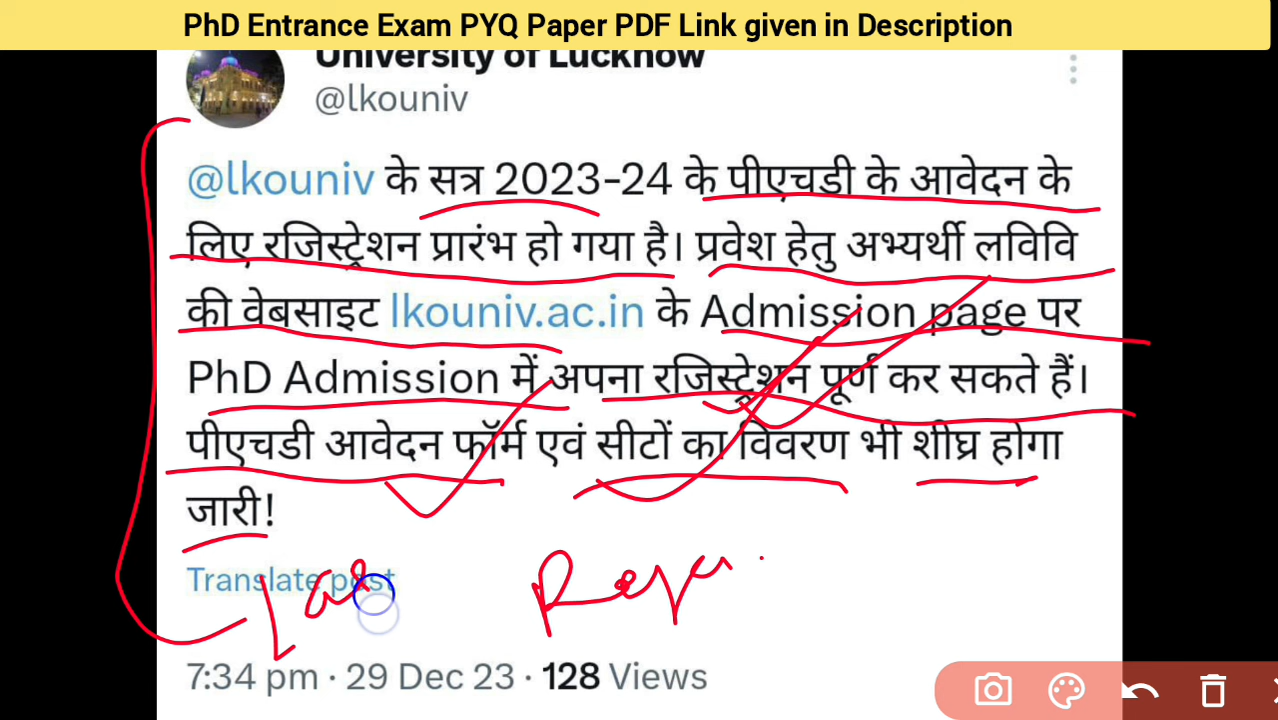 PhD Entrance Exam PYQ Paper PDF Link given in Description
University of Lucknow
@lkouniv
@lkouniv के सत्र 2023-24 के पीएचडी के आवेदन के
लिए रजिस्ट्रेशन प्रारंभ हो गया है। प्रवेश हेतु अभ्यर्थी लविवि
की वेबसाइट lkouniv.ac.in के Admission page पर
PhD Admission में अपना रजिस्ट्रेशन पूर्ण कर सकते हैं।
पीएचडी आवेदन फॉर्म एवं सीटों का विवरण भी शीघ्र होगा
जारी!
Translate post
7:34 pm · 29 Dec 23 · 128 Views